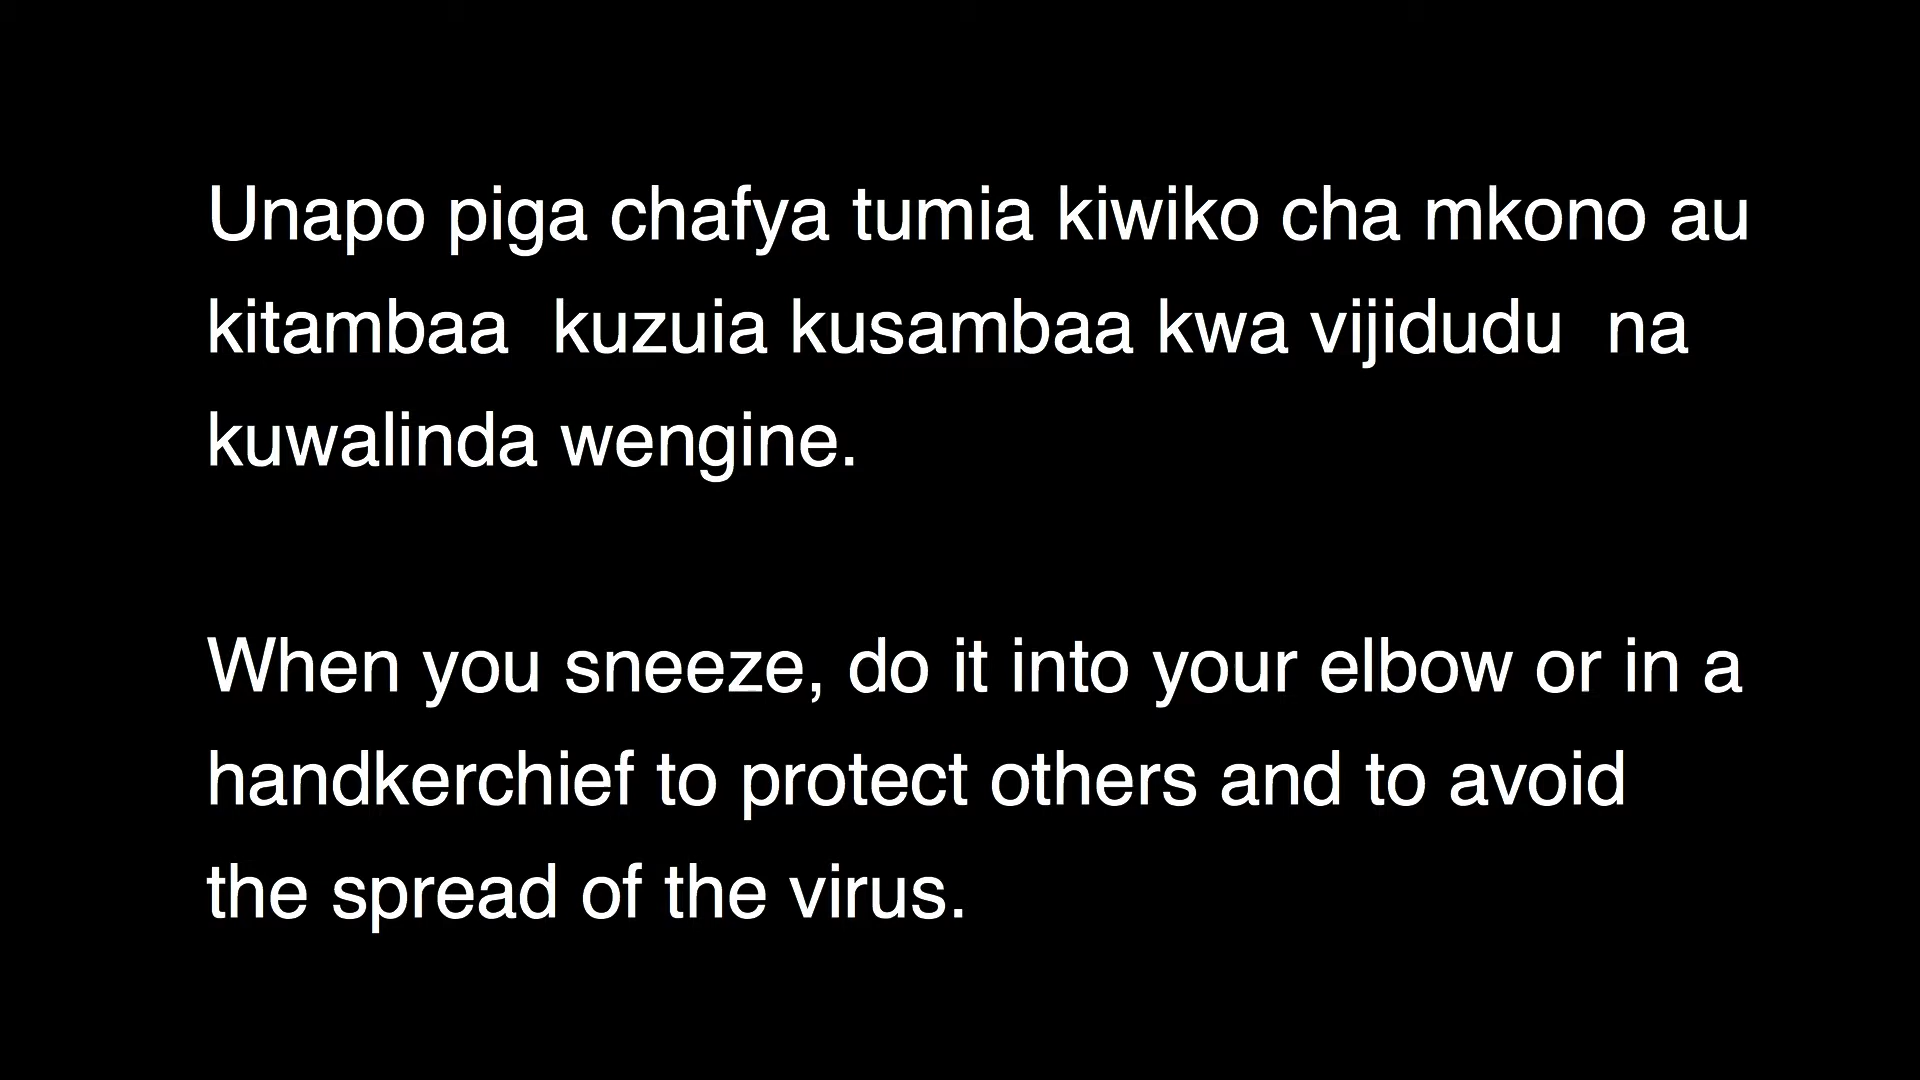 Unapo piga chafya tumia kiwiko cha mkono au
kitambaa  kuzuia kusambaa kwa vijidudu  na
kuwalinda wengine.
When you sneeze, do it into your elbow or in a
handkerchief to protect others and to avoid
the spread of the virus.